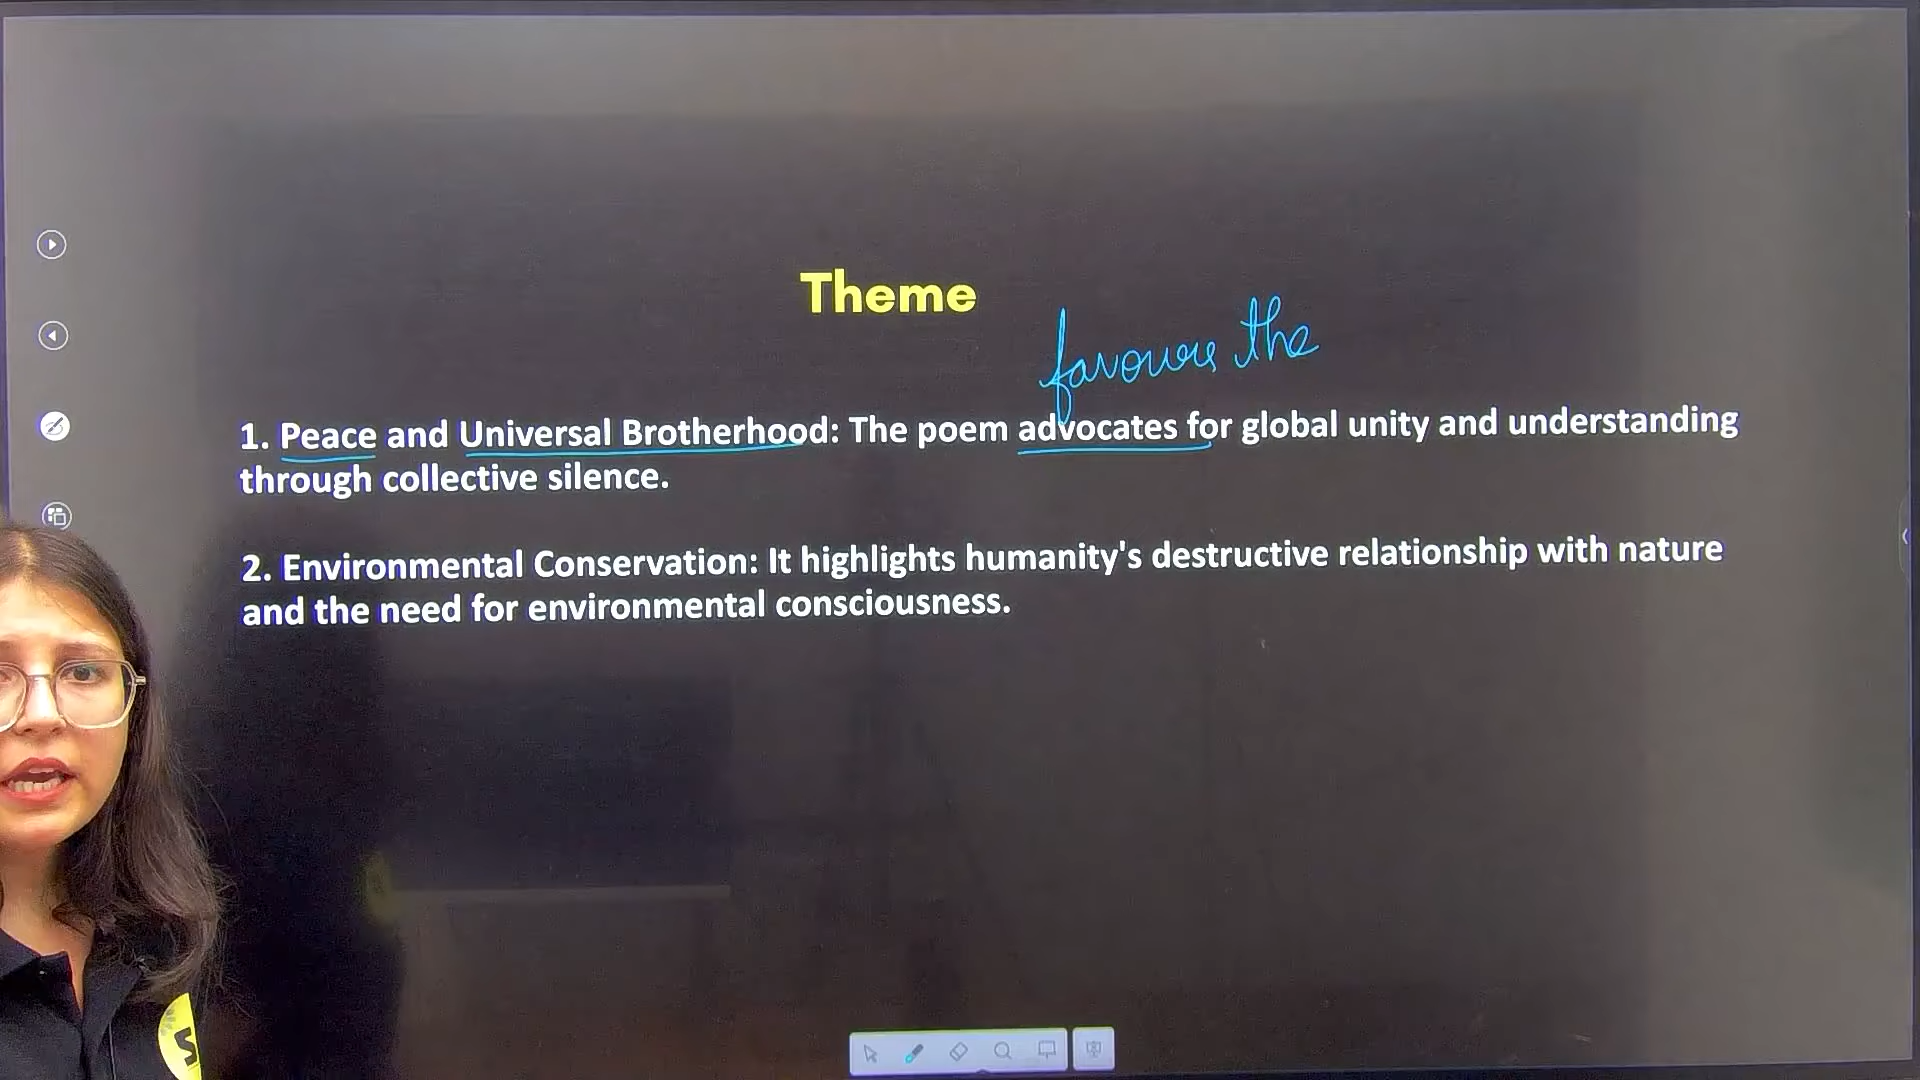 Theme
favours the
1. Peace and Universal Brotherhood: The poem advocates for global unity and understanding
through collective silence.
2. Environmental Conservation: It highlights humanity's destructive relationship with nature
and the need for environmental consciousness.